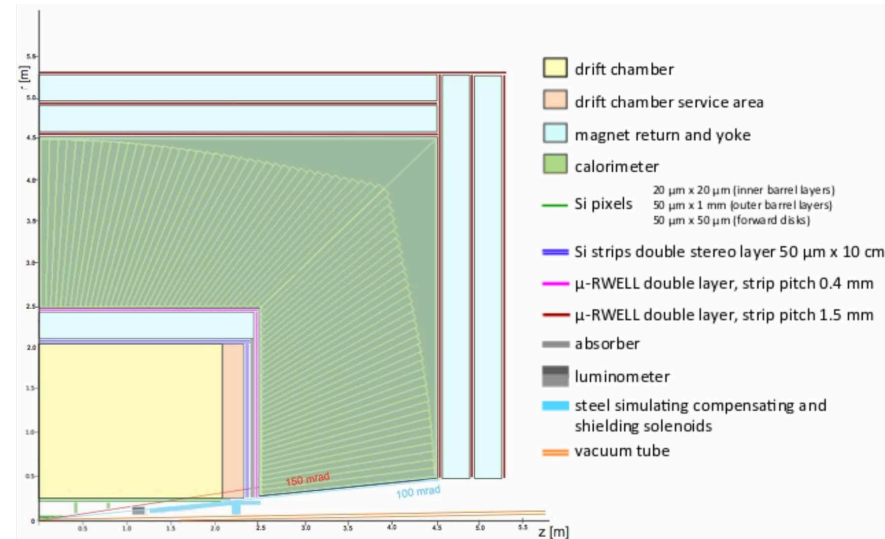 r [m]
5.5
5.0
4.5
4.0
3.5
3.0
2.5
2.0
1.5
1.0
0.5
0
0.5 1.0 1.5 2.0 2.5 3.0 3.5 4.0 4.5 5.0 5.5
z [m]
150 mrad
100 mrad
drift chamber
drift chamber service area
magnet return and yoke
calorimeter
Si pixels
20 μm x 20 μm (inner barrel layers)
50 μm x 1 mm (outer barrel layers)
50 μm x 50 μm (forward disks)
Si strips double stereo layer 50 μm x 10 cm
μ-RWELL double layer, strip pitch 0.4 mm
μ-RWELL double layer, strip pitch 1.5 mm
absorber
luminometer
steel simulating compensating and
shielding solenoids
vacuum tube